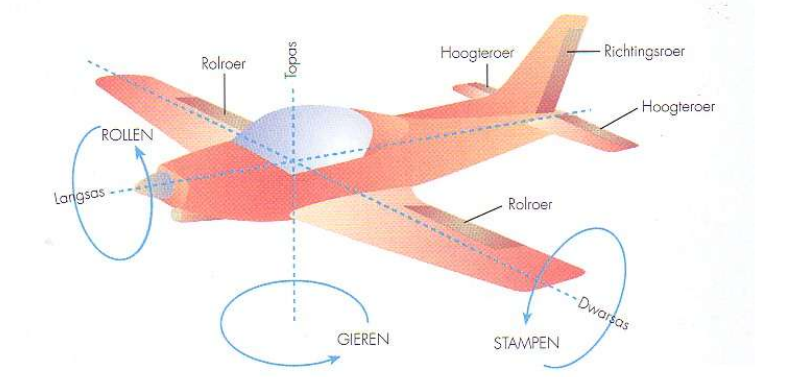 Topas
Hoogteroer
Richtingsroer
Rolroer
Hoogteroer
ROLLEN
Langsas
Rolroer
Dwarsas
GIEREN
STAMPEN